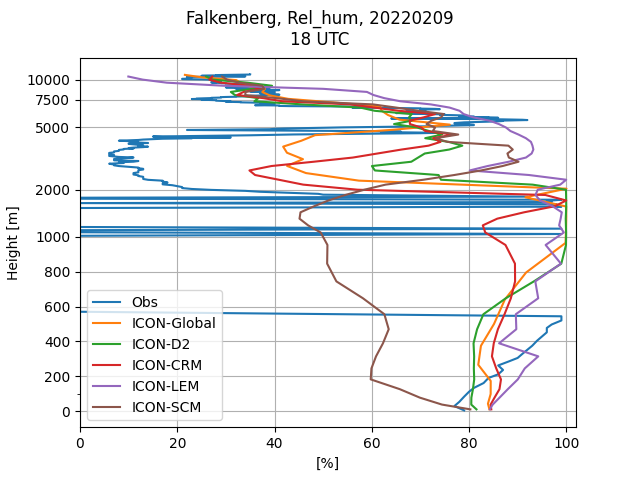 Falkenberg, Rel_hum, 20220209
18 UTC
10000
7500
5000
2000
1000
800
600
400
200
0
Height [m]
Obs
ICON-Global
ICON-D2
ICON-CRM
ICON-LEM
ICON-SCM
0 20 40 60 80 100
[%]